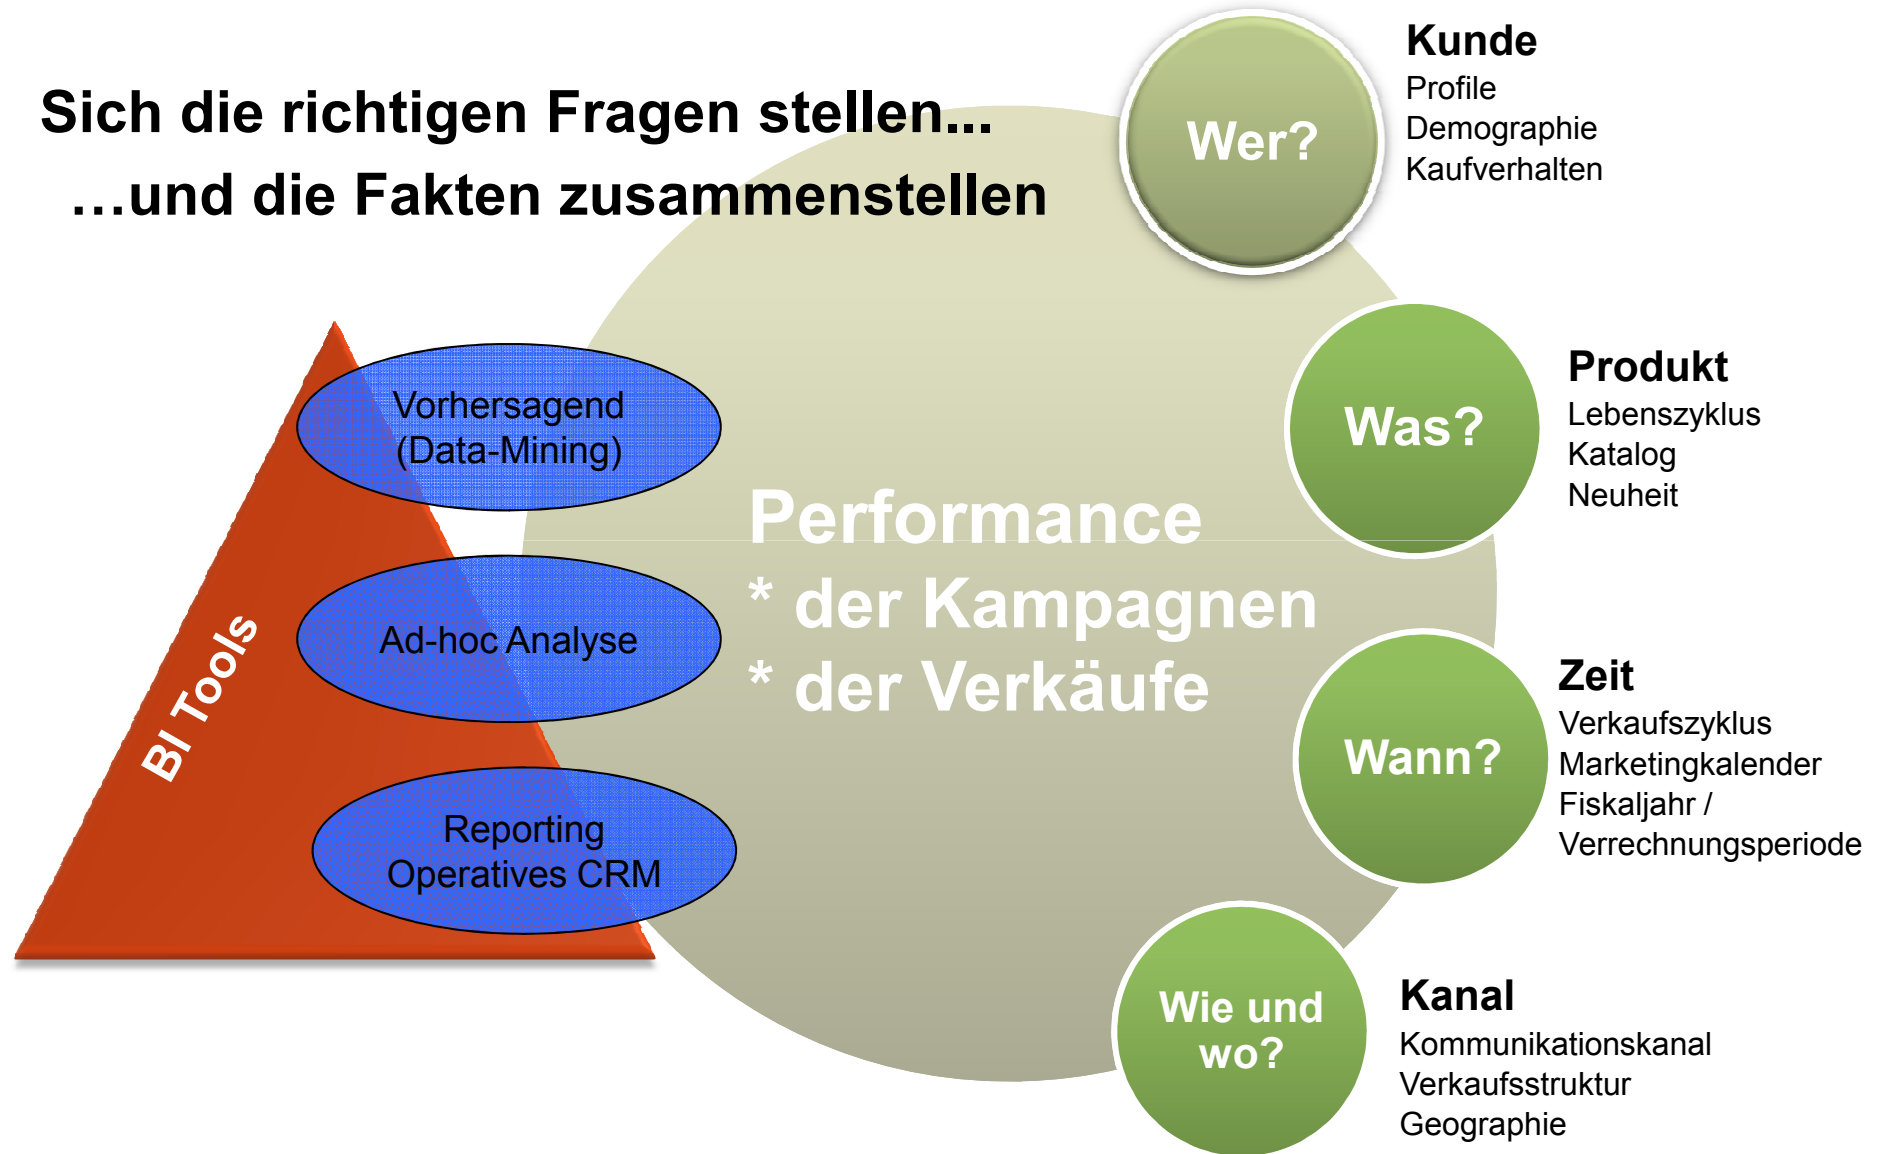 Sich die richtigen Fragen stellen...
…und die Fakten zusammenstellen
BI Tools
Vorhersagend
(Data-Mining)
Ad-hoc Analyse
Reporting
Operatives CRM
Performance
* der Kampagnen
* der Verkäufe
Wer?
Kunde
Profile
Demographie
Kaufverhalten
Was?
Produkt
Lebenszyklus
Katalog
Neuheit
Wann?
Zeit
Verkaufszyklus
Marketingkalender
Fiskaljahr /
Verrechnungsperiode
Wie und
wo?
Kanal
Kommunikationskanal
Verkaufsstruktur
Geographie